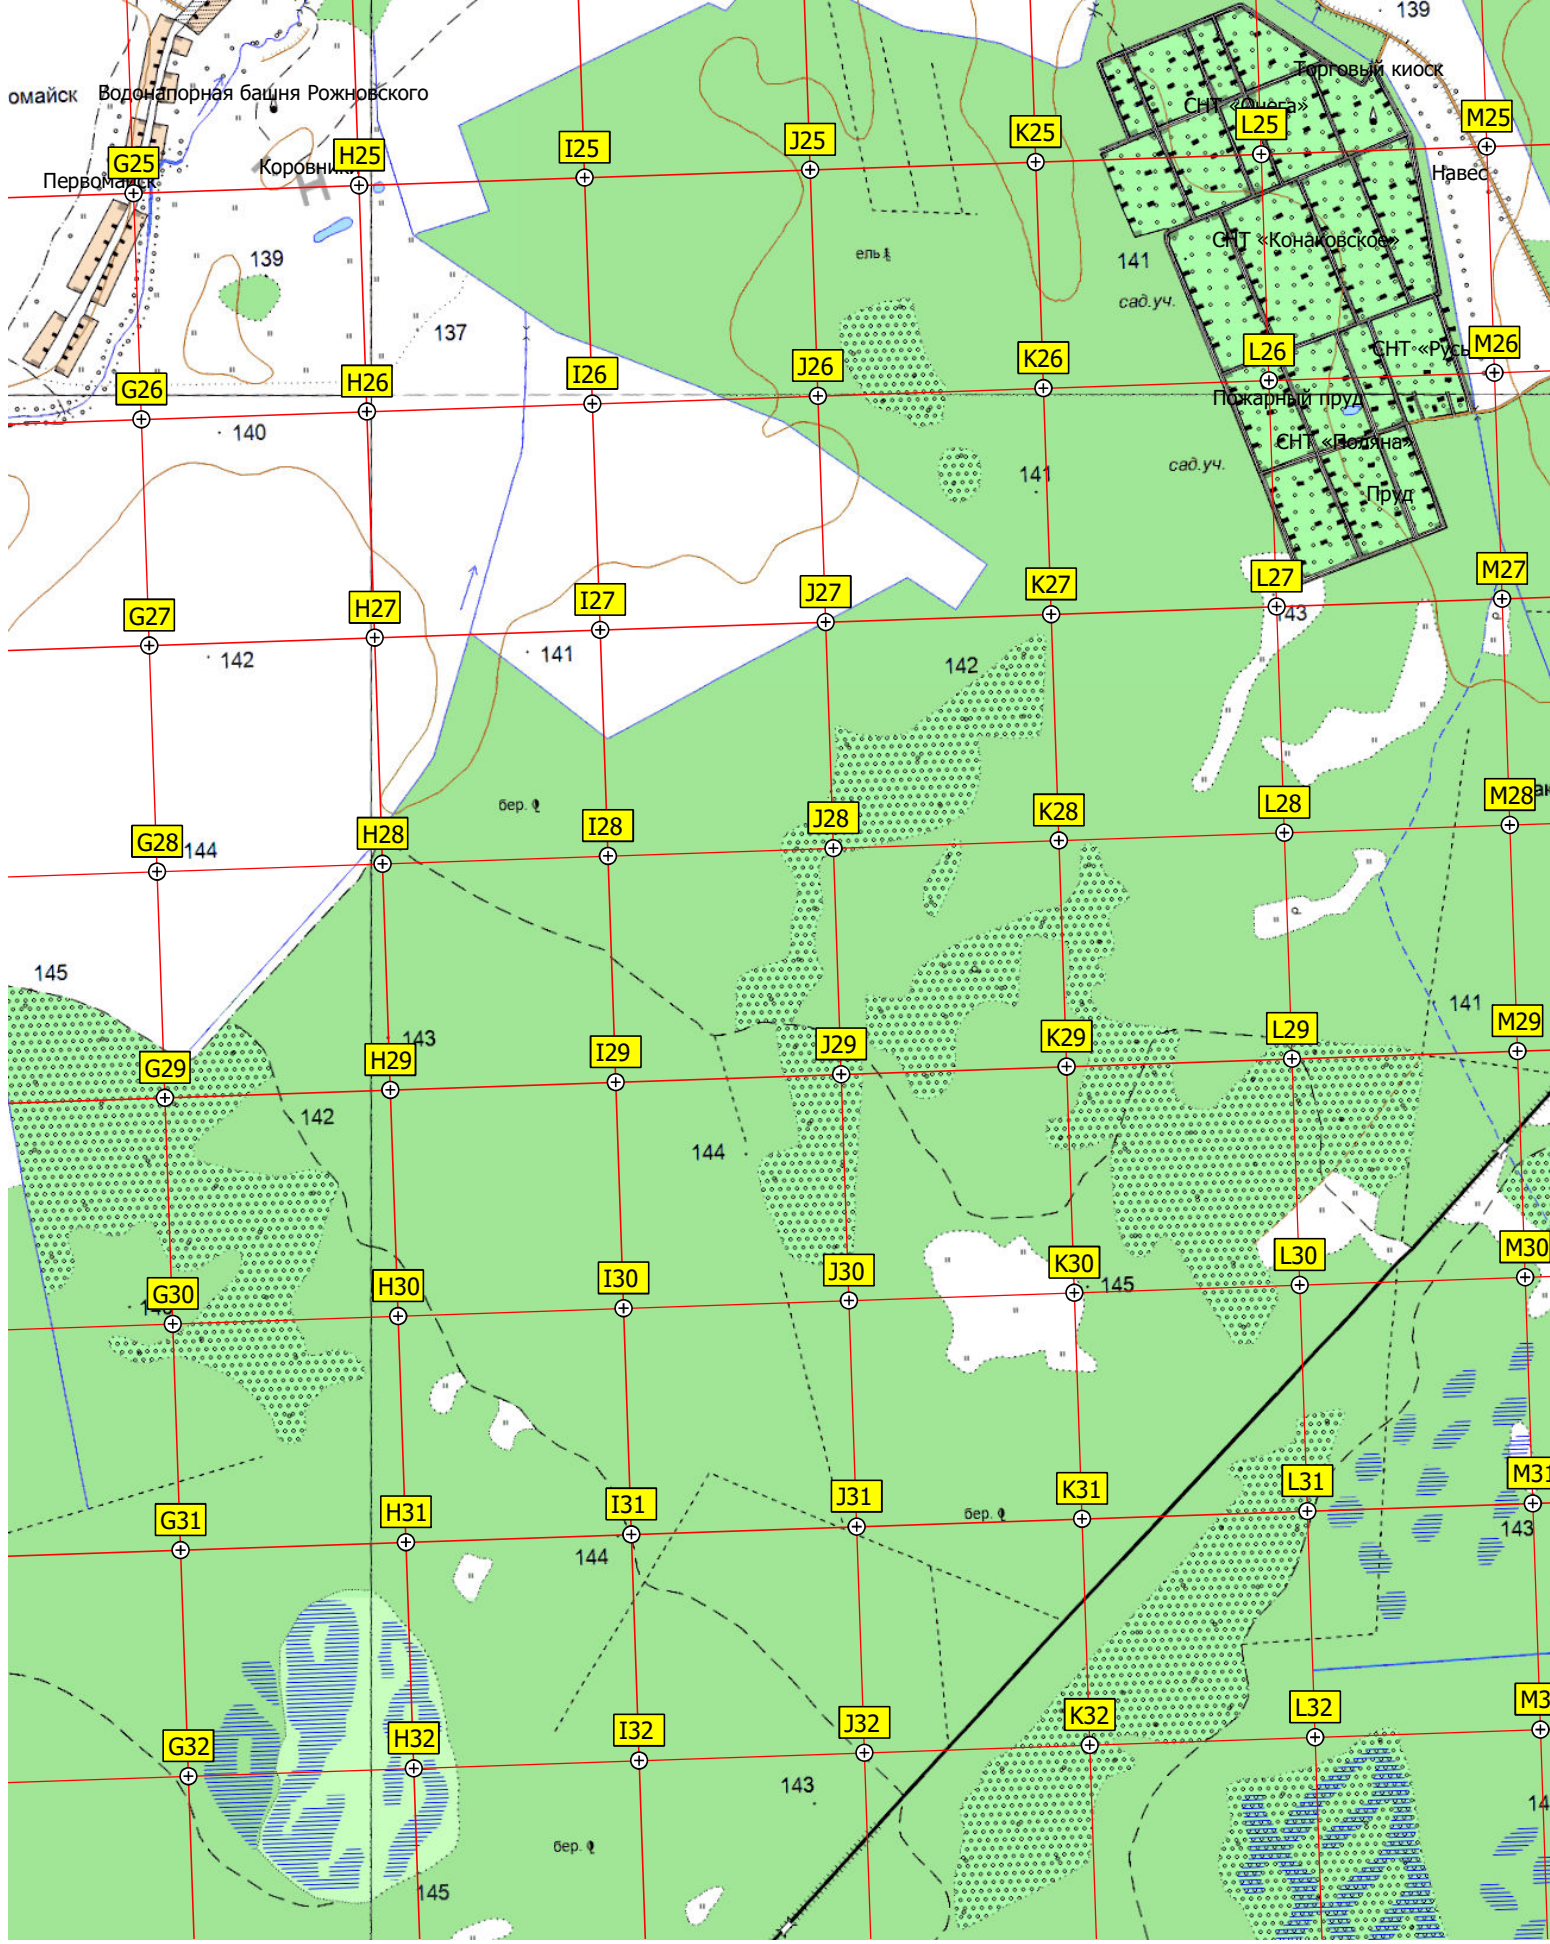 139
Торговый киоск
омайск
Водонапорная башня Рожновского
СНТ «Онега»
M25
L25
K25
J25
I25
H25
G25
Коровник
Навес
Первомайск
СНТ «Конаковское»
ель
141
139
сад.уч.
137
СНТ «Русь
M26
L26
K26
J26
I26
H26
G26
Пожарный пруд
140
СНТ «Поляна»
сад.уч.
141
Пруд
M27
L27
K27
J27
I27
H27
G27
143
141
142
142
бер.
M28
L28
K28
J28
I28
H28
G28
144
145
141
M29
L29
K29
J29
I29
H29
G29
143
142
144
M30
L30
K30
J30
I30
H30
G30
145
M31
L31
K31
J31
I31
H31
G31
бер.
143
144
M3
L32
K32
J32
I32
H32
G32
143
14
бер.
145